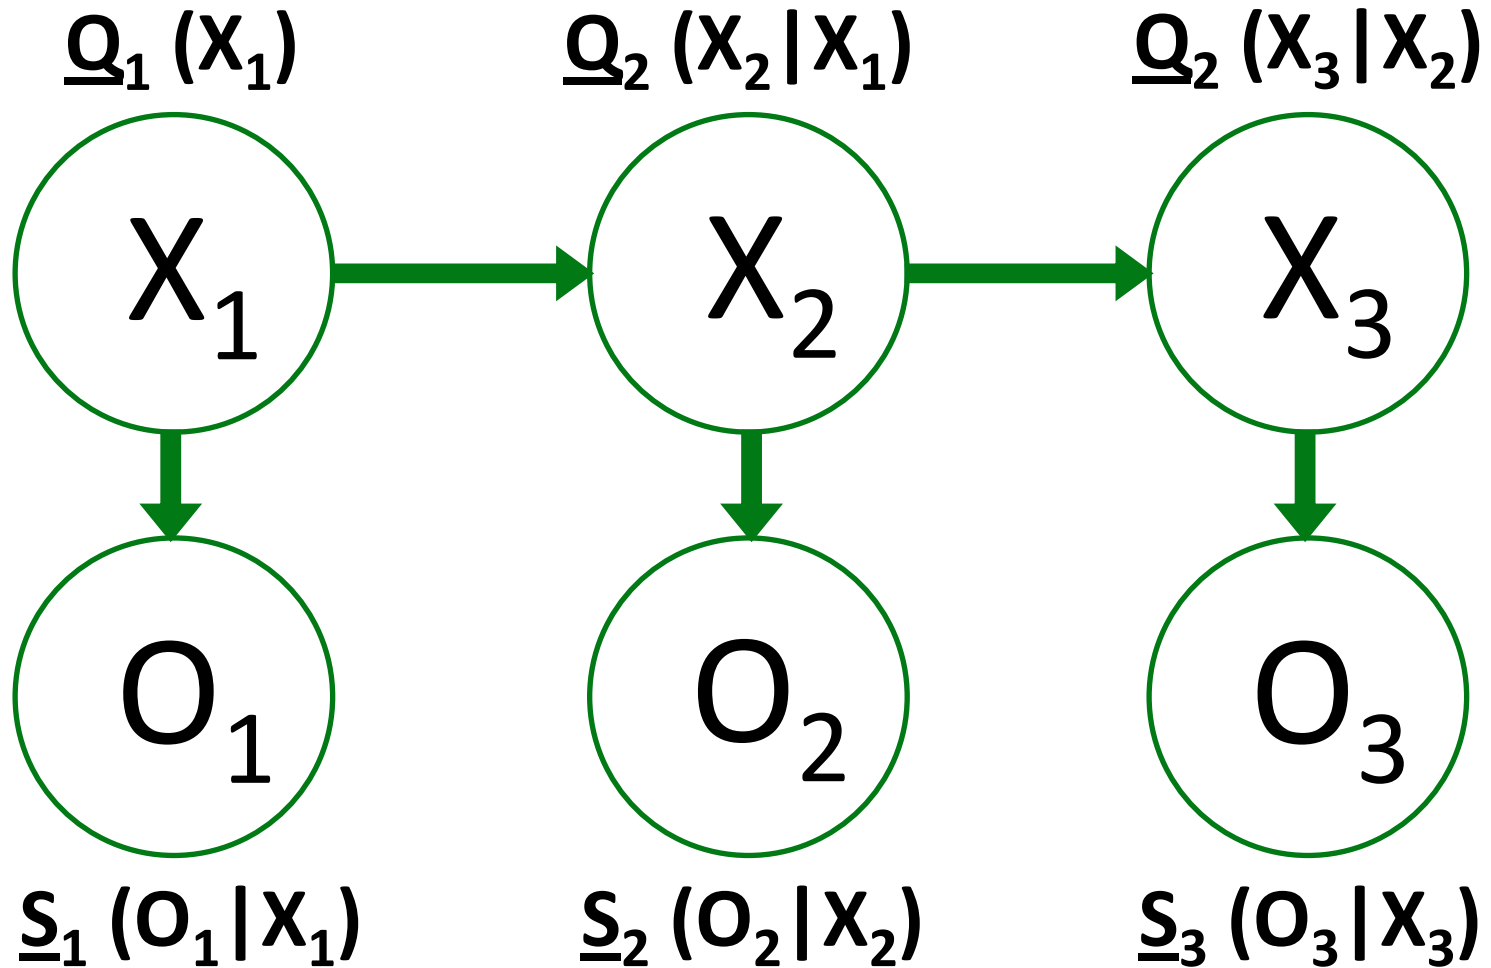 Q₁ (X₁) Q₂ (X₂|X₁) Q₂ (X₃|X₂)
X₁ X₂ X₃
O₁ O₂ O₃
S₁ (O₁|X₁) S₂ (O₂|X₂) S₃ (O₃|X₃)